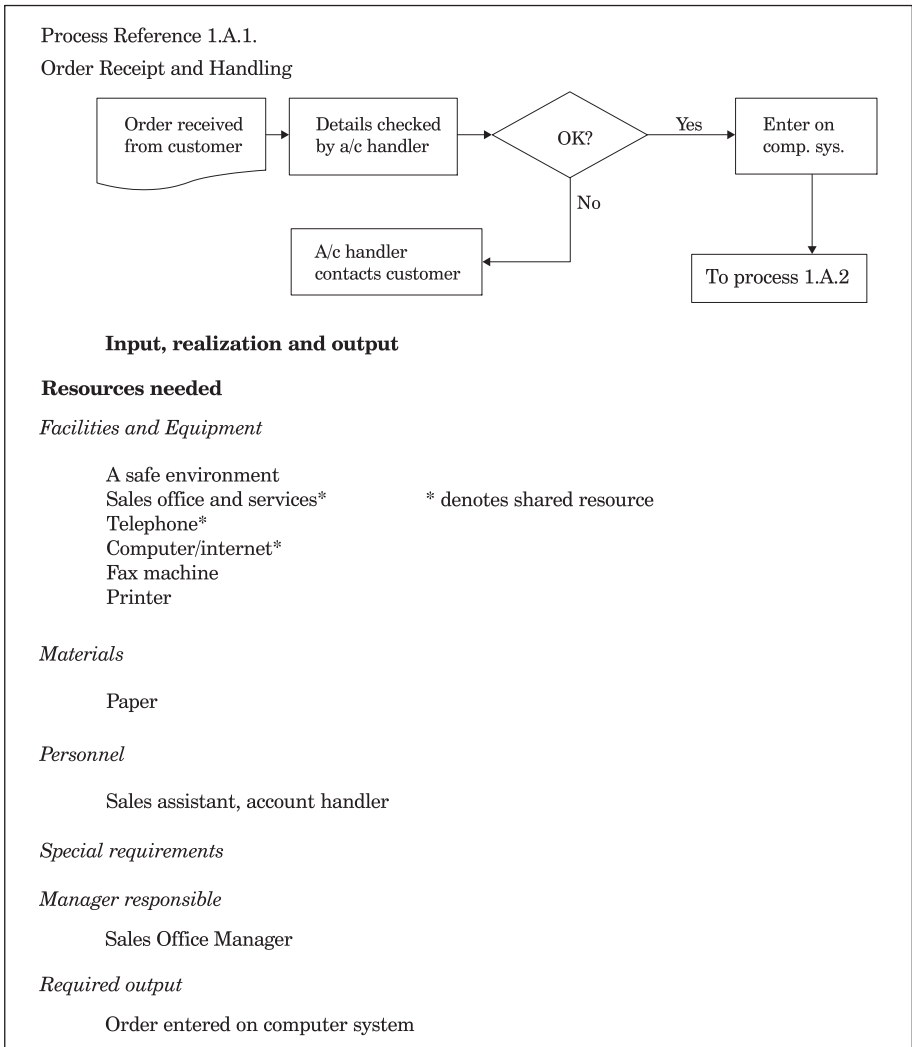 Process Reference 1.A.1.
Order Receipt and Handling
Order received
from customer
Details checked
by a/c handler
OK?
Yes
Enter on
comp. sys.
No
A/c handler
contacts customer
To process 1.A.2
Input, realization and output
Resources needed
Facilities and Equipment
A safe environment
Sales office and services* * denotes shared resource
Telephone*
Computer/internet*
Fax machine
Printer
Materials
Paper
Personnel
Sales assistant, account handler
Special requirements
Manager responsible
Sales Office Manager
Required output
Order entered on computer system